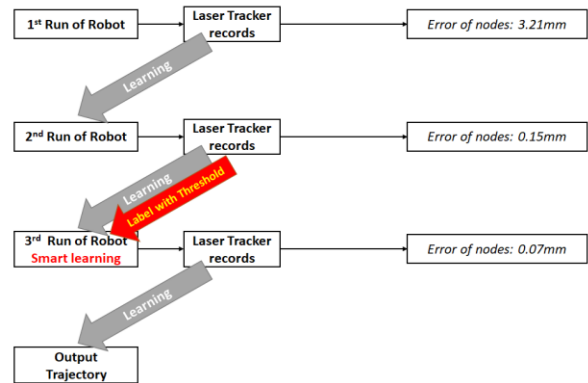 1st Run of Robot
Laser Tracker
records
Error of nodes: 3.21mm
Learning
2nd Run of Robot
Laser Tracker
records
Error of nodes: 0.15mm
Learning
Label with Threshold
3rd Run of Robot
Smart learning
Laser Tracker
records
Error of nodes: 0.07mm
Learning
Output
Trajectory